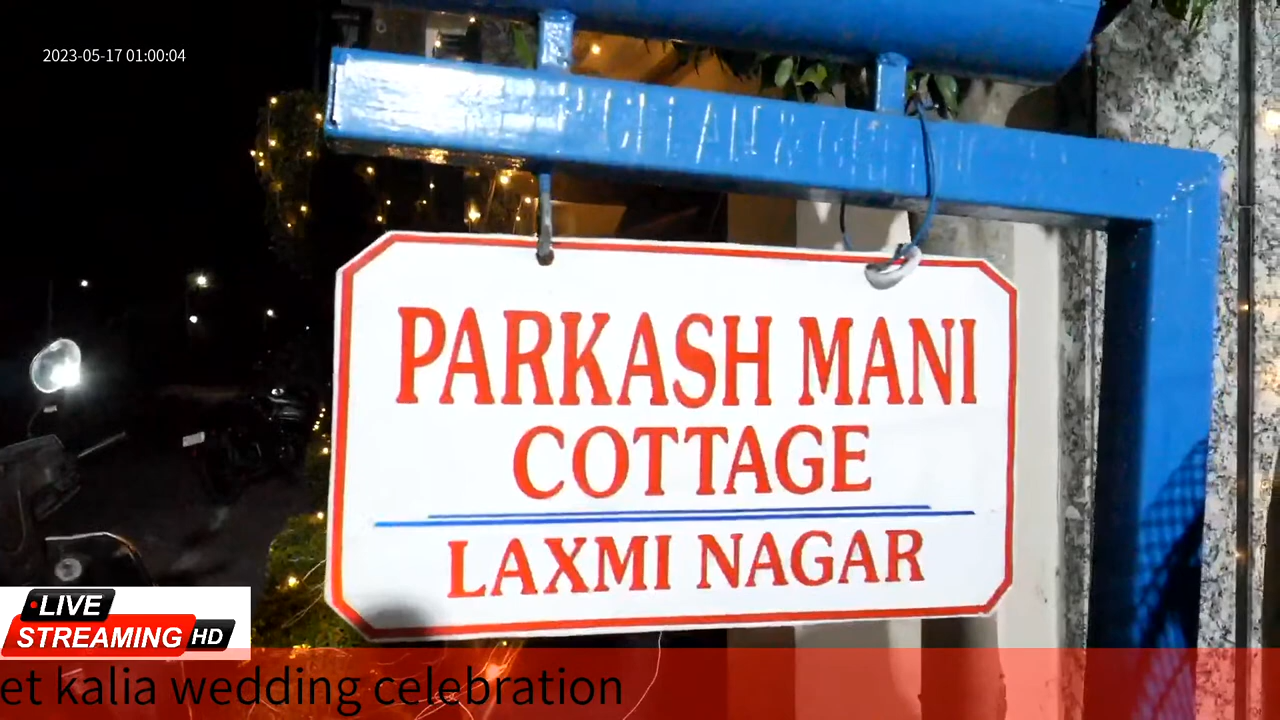 2023-05-17 01:00:04
PARKASH MANI
COTTAGE
LAXMI NAGAR
LIVE
STREAMING HD
et kalia wedding celebration